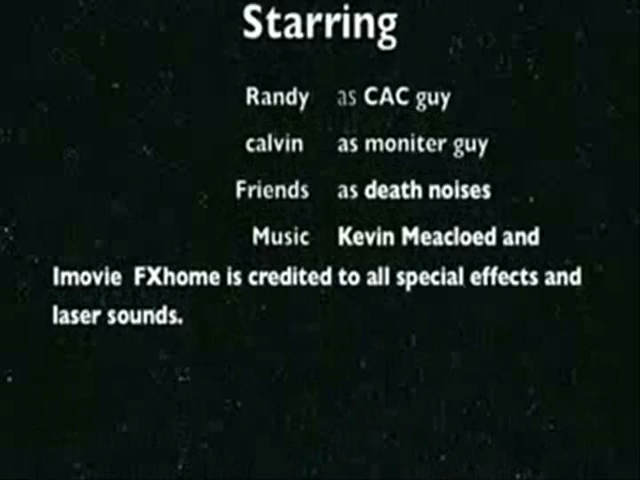 Starring
Randy as CAC guy
calvin as moniter guy
Friends as death noises
Music Kevin Meacloed and
Imovie FXhome is credited to all special effects and
laser sounds.